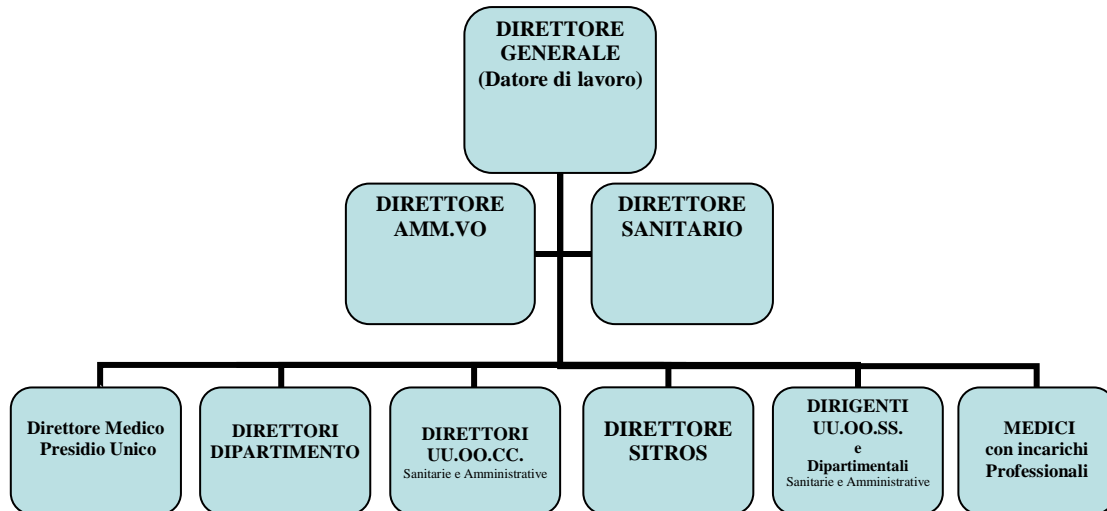 DIRETTORE
GENERALE
(Datore di lavoro)
DIRETTORE
AMM.VO
DIRETTORE
SANITARIO
Direttore Medico
Presidio Unico
DIRETTORI
DIPARTIMENTO
DIRETTORI
UU.OO.CC.
Sanitarie e Amministrative
DIRETTORE
SITROS
DIRIGENTI
UU.OO.SS.
e
Dipartimentali
Sanitarie e Amministrative
MEDICI
con incarichi
Professionali